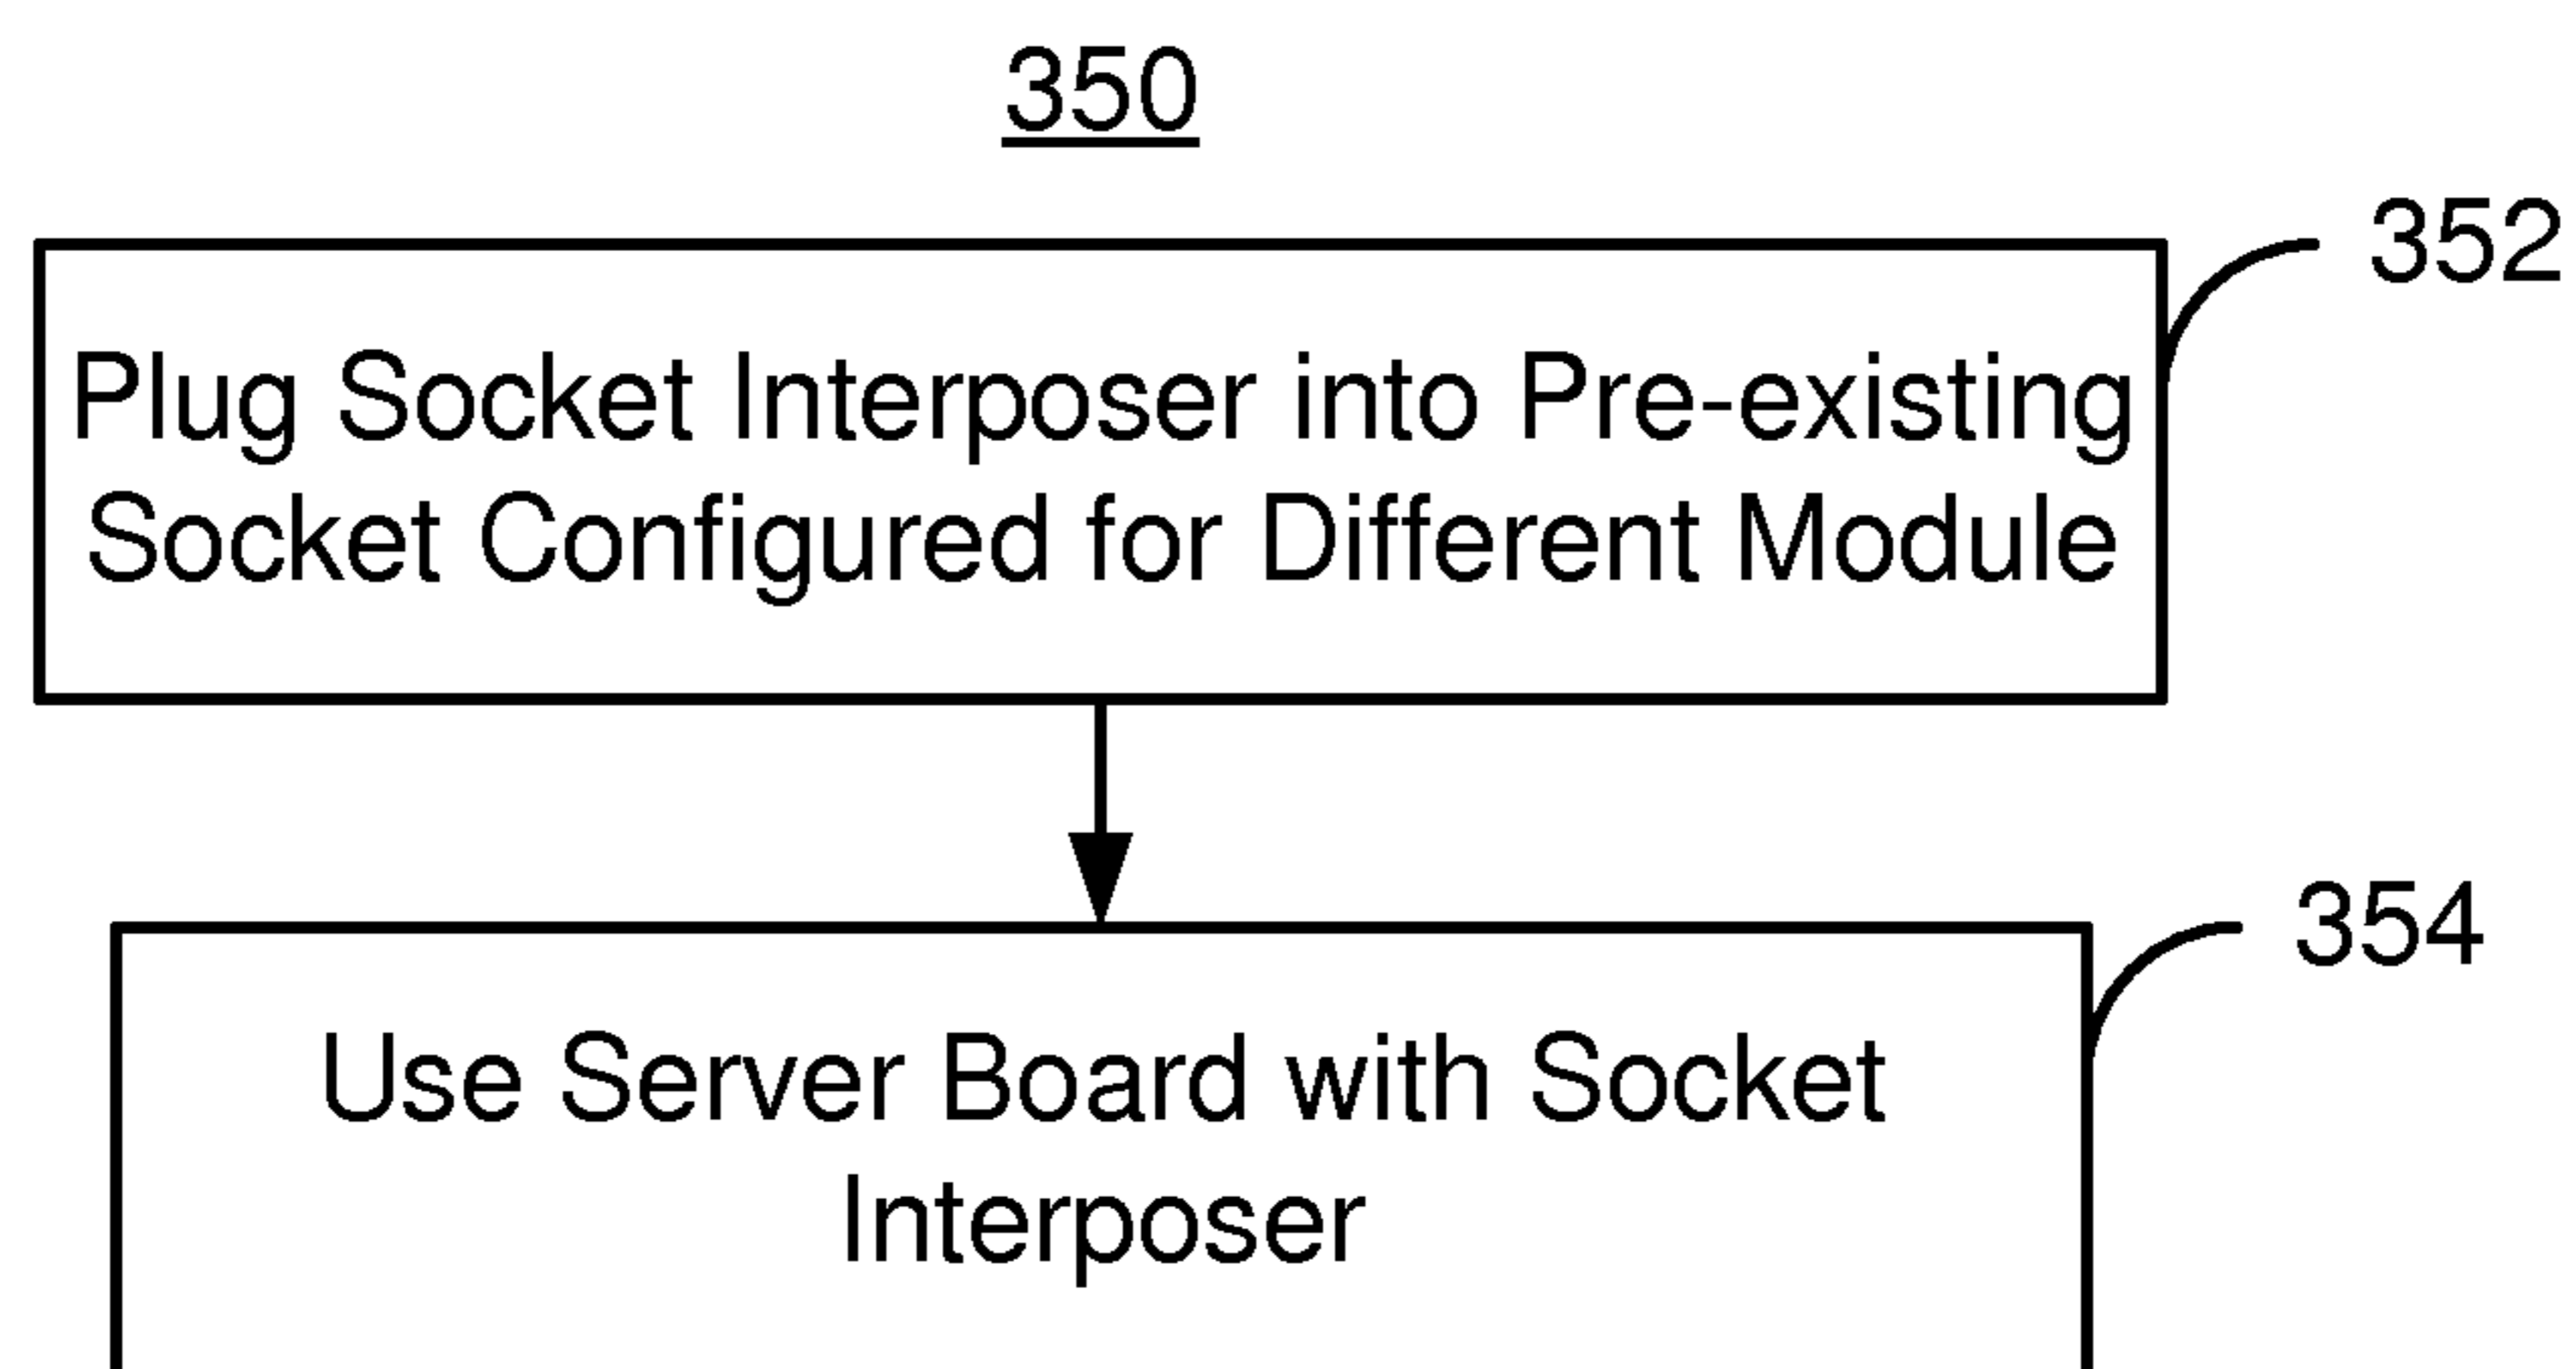 350
352
Plug Socket Interposer into Pre-existing
Socket Configured for Different Module
354
Use Server Board with Socket
Interposer